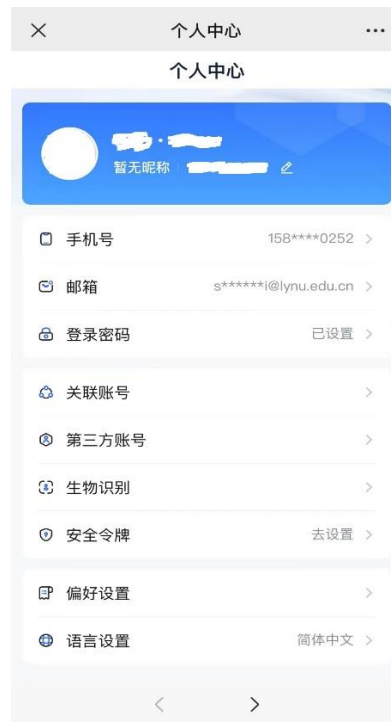 个人中心
个人中心
暂无昵称
手机号 158****0252
邮箱 s******i@lynu.edu.cn
登录密码 已设置
关联账号
第三方账号
生物识别
安全令牌 去设置
偏好设置
语言设置 简体中文